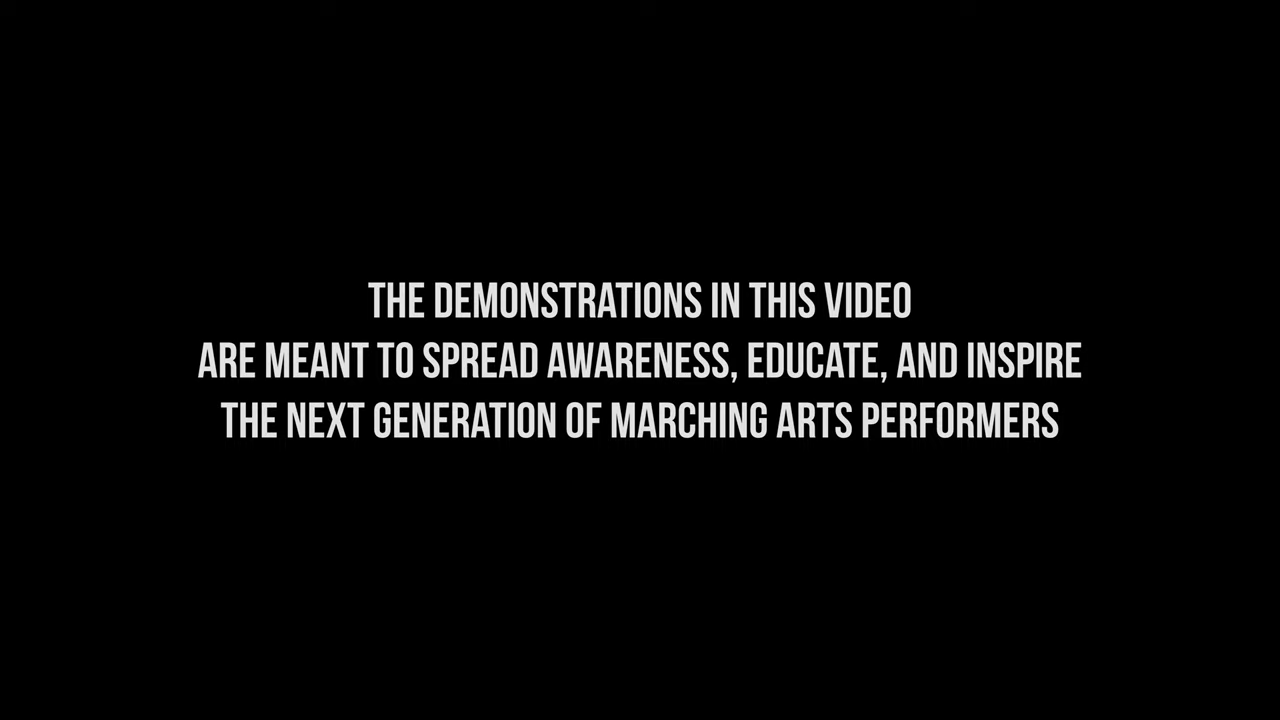 THE DEMONSTRATIONS IN THIS VIDEO
ARE MEANT TO SPREAD AWARENESS, EDUCATE, AND INSPIRE
THE NEXT GENERATION OF MARCHING ARTS PERFORMERS